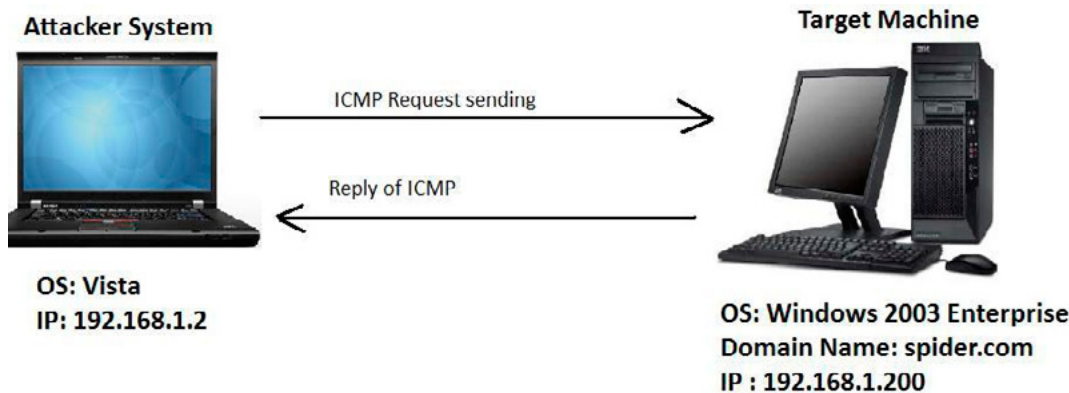 Attacker System
Target Machine
ICMP Request sending
Reply of ICMP
OS: Vista
IP: 192.168.1.2
OS: Windows 2003 Enterprise
Domain Name: spider.com
IP : 192.168.1.200